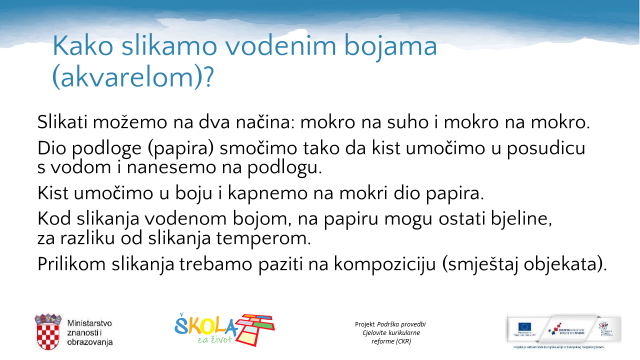 Kako slikamo vodenim bojama
(akvarelom)?
Slikati možemo na dva načina: mokro na suho i mokro na mokro.
Dio podloge (papira) smočimo tako da kist umočimo u posudicu
s vodom i nanesemo na podlogu.
Kist umočimo u boju i kapnemo na mokri dio papira.
Kod slikanja vodenom bojom, na papiru mogu ostati bjeline,
za razliku od slikanja temperom.
Prilikom slikanja trebamo paziti na kompoziciju (smještaj objekata).
Ministarstvo
znanosti i
obrazovanja
ŠKOLA
za život
Projekt Podrška provedbi
Cjelovite kurikularne
reforme (CKR)